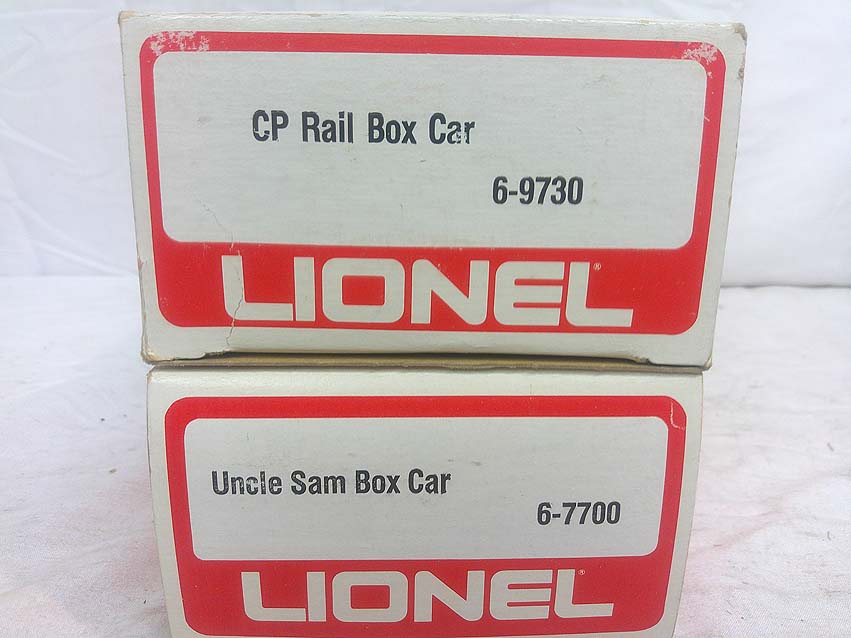 CP Rail Box Car
6-9730
LIONEL®
Uncle Sam Box Car
6-7700
LIONEL®